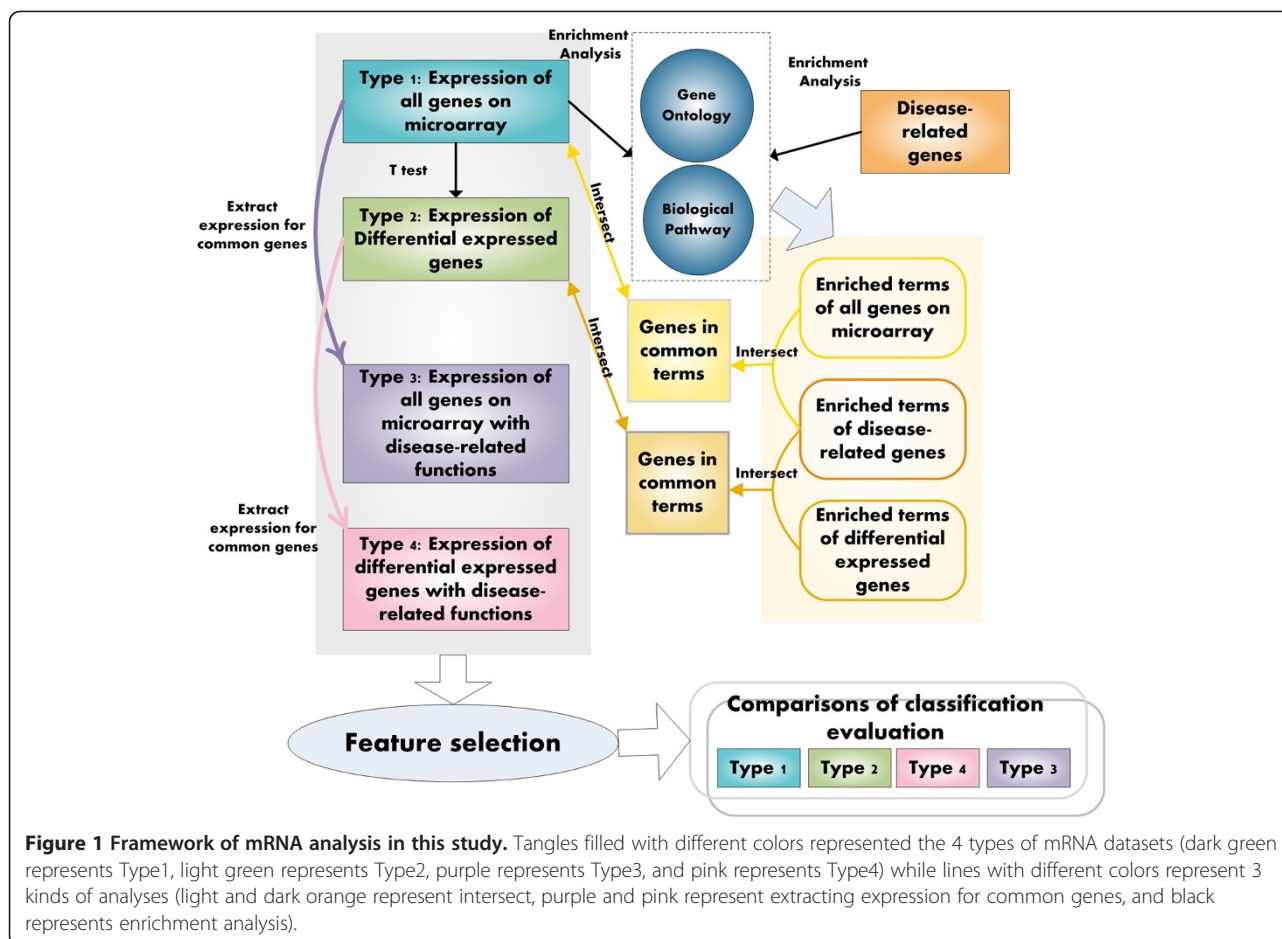 Enrichment
Analysis
Enrichment
Analysis
Type 1: Expression of
all genes on
microarray
Gene
Ontology
Disease-
related
genes
T test
Intersect
Extract
expression for
common genes
Type 2: Expression of
Differential expressed
genes
Biological
Pathway
Intersect
Genes in
common
terms
Intersect
Enriched terms
of all genes on
microarray
Type 3: Expression of
all genes on
microarray with
disease-related
functions
Enriched terms
of disease-
related genes
Genes in
common
terms
Intersect
Extract
expression for
common genes
Type 4: Expression of
differential expressed
genes with disease-
related functions
Enriched terms
of differential
expressed
genes
Feature selection
Comparisons of classification
evaluation
Type 1 Type 2 Type 4 Type 3
Figure 1 Framework of mRNA analysis in this study. Tangles filled with different colors represented the 4 types of mRNA datasets (dark green
represents Type1, light green represents Type2, purple represents Type3, and pink represents Type4) while lines with different colors represent 3
kinds of analyses (light and dark orange represent intersect, purple and pink represent extracting expression for common genes, and black
represents enrichment analysis).